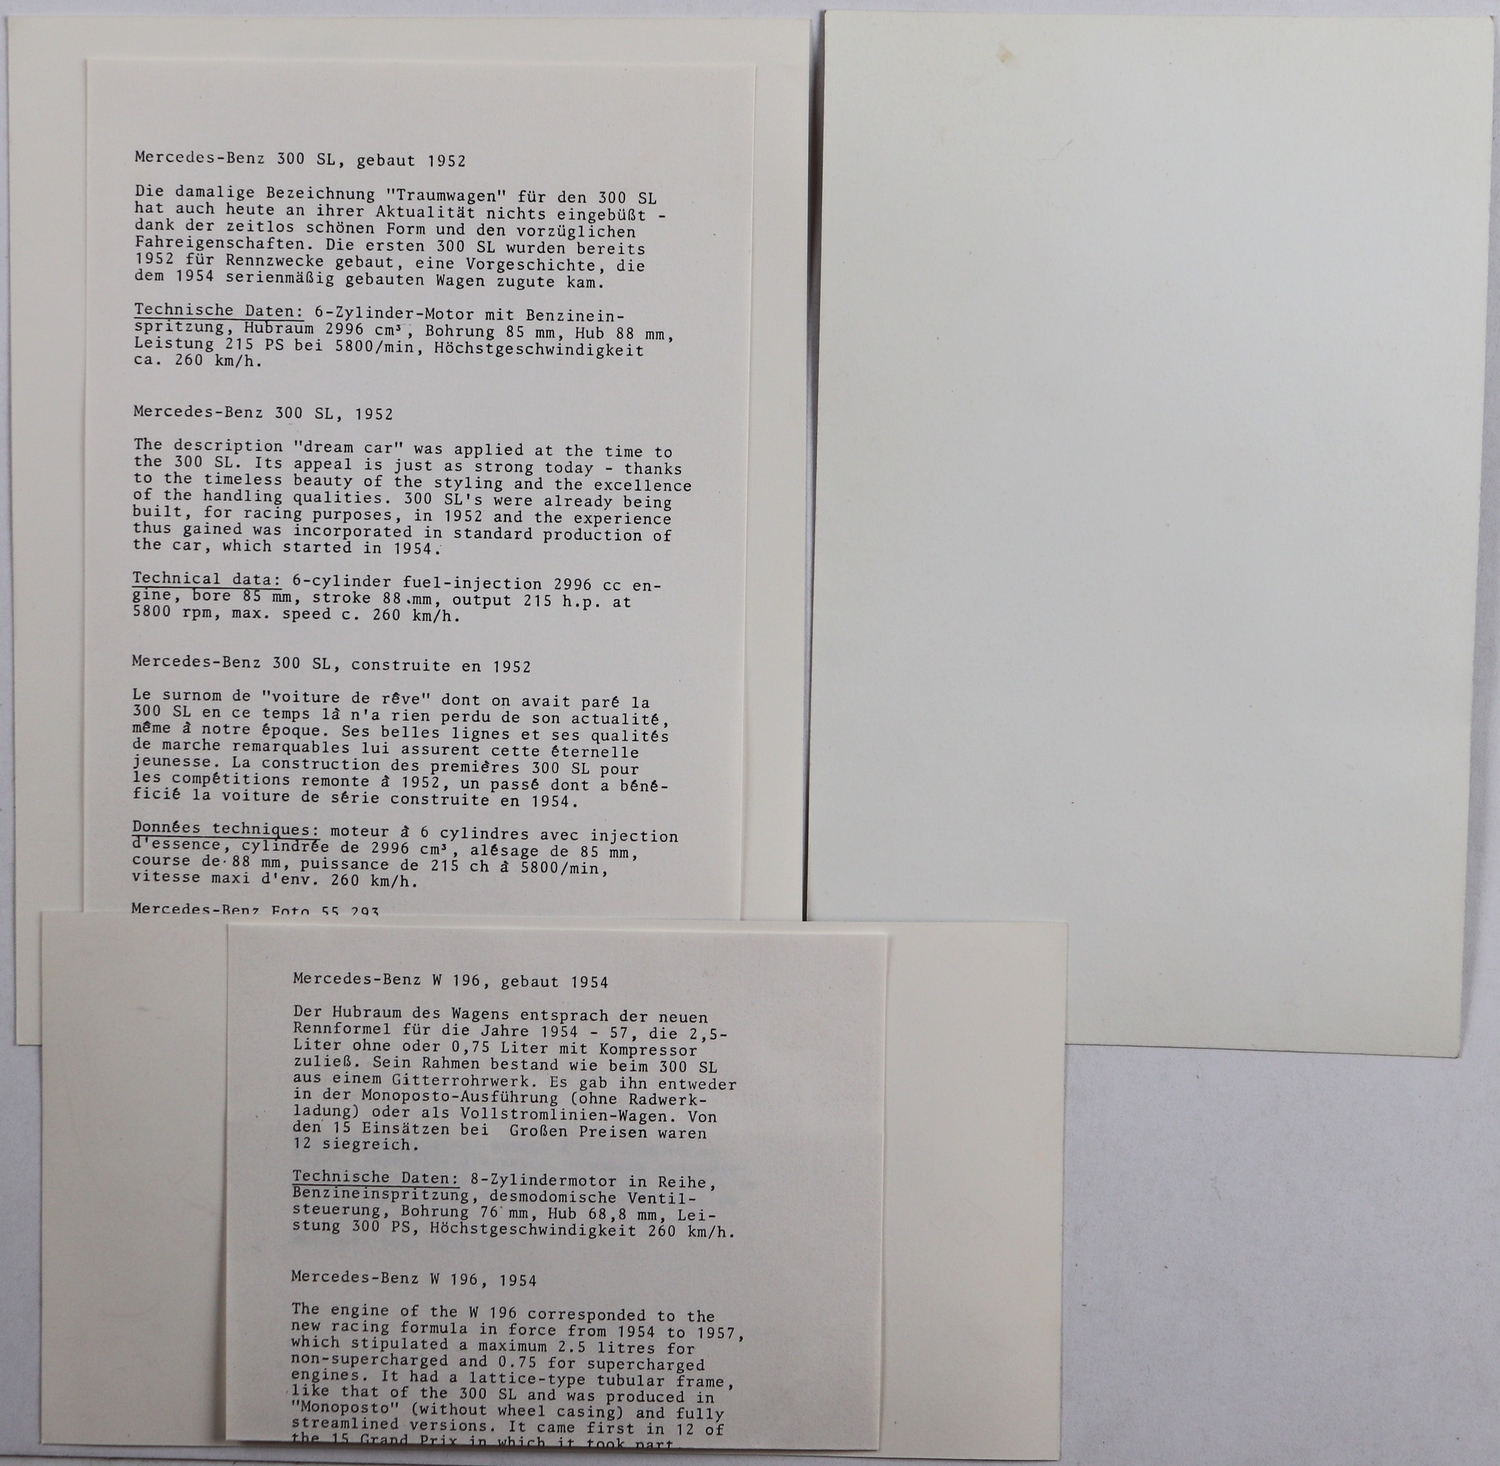 Mercedes-Benz 300 SL, gebaut 1952
Die damalige Bezeichnung "Traumwagen" für den 300 SL
hat auch heute an ihrer Aktualität nichts eingebüßt -
dank der zeitlos schönen Form und den vorzüglichen
Fahreigenschaften. Die ersten 300 SL wurden bereits
1952 für Rennzwecke gebaut, eine Vorgeschichte, die
dem 1954 serienmäßig gebauten Wagen zugute kam.
Technische Daten: 6-Zylinder-Motor mit Benzinein-
spritzung, Hubraum 2996 cm³, Bohrung 85 mm, Hub 88 mm,
Leistung 215 PS bei 5800/min, Höchstgeschwindigkeit
ca. 260 km/h.
Mercedes-Benz 300 SL, 1952
The description "dream car" was applied at the time to
the 300 SL. Its appeal is just as strong today - thanks
to the timeless beauty of the styling and the excellence
of the handling qualities. 300 SL's were already being
built, for racing purposes, in 1952 and the experience
thus gained was incorporated in standard production of
the car, which started in 1954.
Technical data: 6-cylinder fuel-injection 2996 cc en-
gine, bore 85 mm, stroke 88 mm, output 215 h.p. at
5800 rpm, max. speed c. 260 km/h.
Mercedes-Benz 300 SL, construite en 1952
Le surnom de "voiture de rêve" dont on avait paré la
300 SL en ce temps là n'a rien perdu de son actualité,
même à notre époque. Ses belles lignes et ses qualités
de marche remarquables lui assurent cette éternelle
jeunesse. La construction des premières 300 SL pour
les compétitions remonte à 1952, un passé dont a béné-
ficié la voiture de série construite en 1954.
Données techniques: moteur à 6 cylindres avec injection
d'essence, cylindrée de 2996 cm³, alésage de 85 mm,
course de 88 mm, puissance de 215 ch à 5800/min,
vitesse maxi d'env. 260 km/h.
Mercedes-Benz Foto 55 293
Mercedes-Benz W 196, gebaut 1954
Der Hubraum des Wagens entsprach der neuen
Rennformel für die Jahre 1954 - 57, die 2,5-
Liter ohne oder 0,75 Liter mit Kompressor
zuließ. Sein Rahmen bestand wie beim 300 SL
aus einem Gitterrohrwerk. Es gab ihn entweder
in der Monoposto-Ausführung (ohne Radwerk-
ladung) oder als Vollstromlinien-Wagen. Von
den 15 Einsätzen bei Großen Preisen waren
12 siegreich.
Technische Daten: 8-Zylindermotor in Reihe,
Benzineinspritzung, desmodomische Ventil-
steuerung, Bohrung 76 mm, Hub 68,8 mm, Lei-
stung 300 PS, Höchstgeschwindigkeit 260 km/h.
Mercedes-Benz W 196, 1954
The engine of the W 196 corresponded to the
new racing formula in force from 1954 to 1957,
which stipulated a maximum 2.5 litres for
non-supercharged and 0.75 for supercharged
engines. It had a lattice-type tubular frame,
like that of the 300 SL and was produced in
"Monoposto" (without wheel casing) and fully
streamlined versions. It came first in 12 of
the 15 Grand Prix in which it took part.